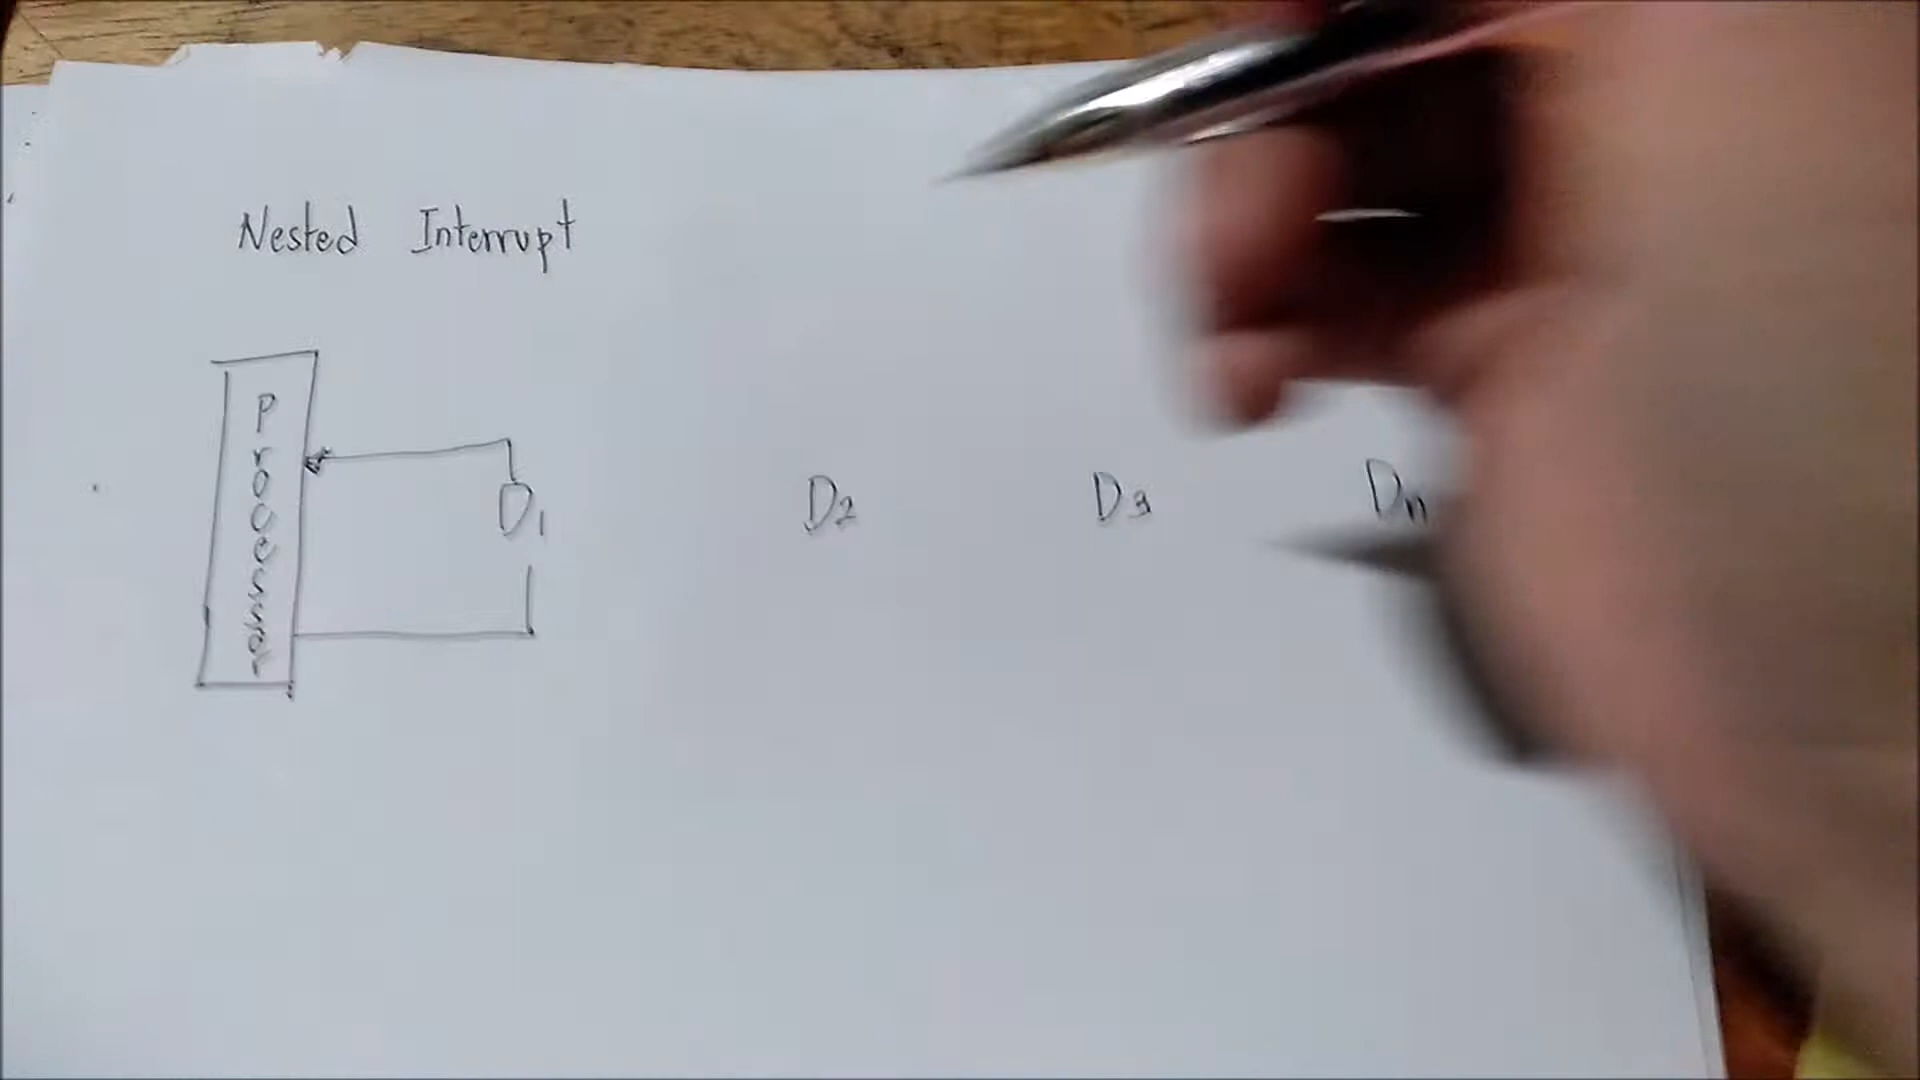 Nested Interrupt
Processor
D1 D2 D3 Dn